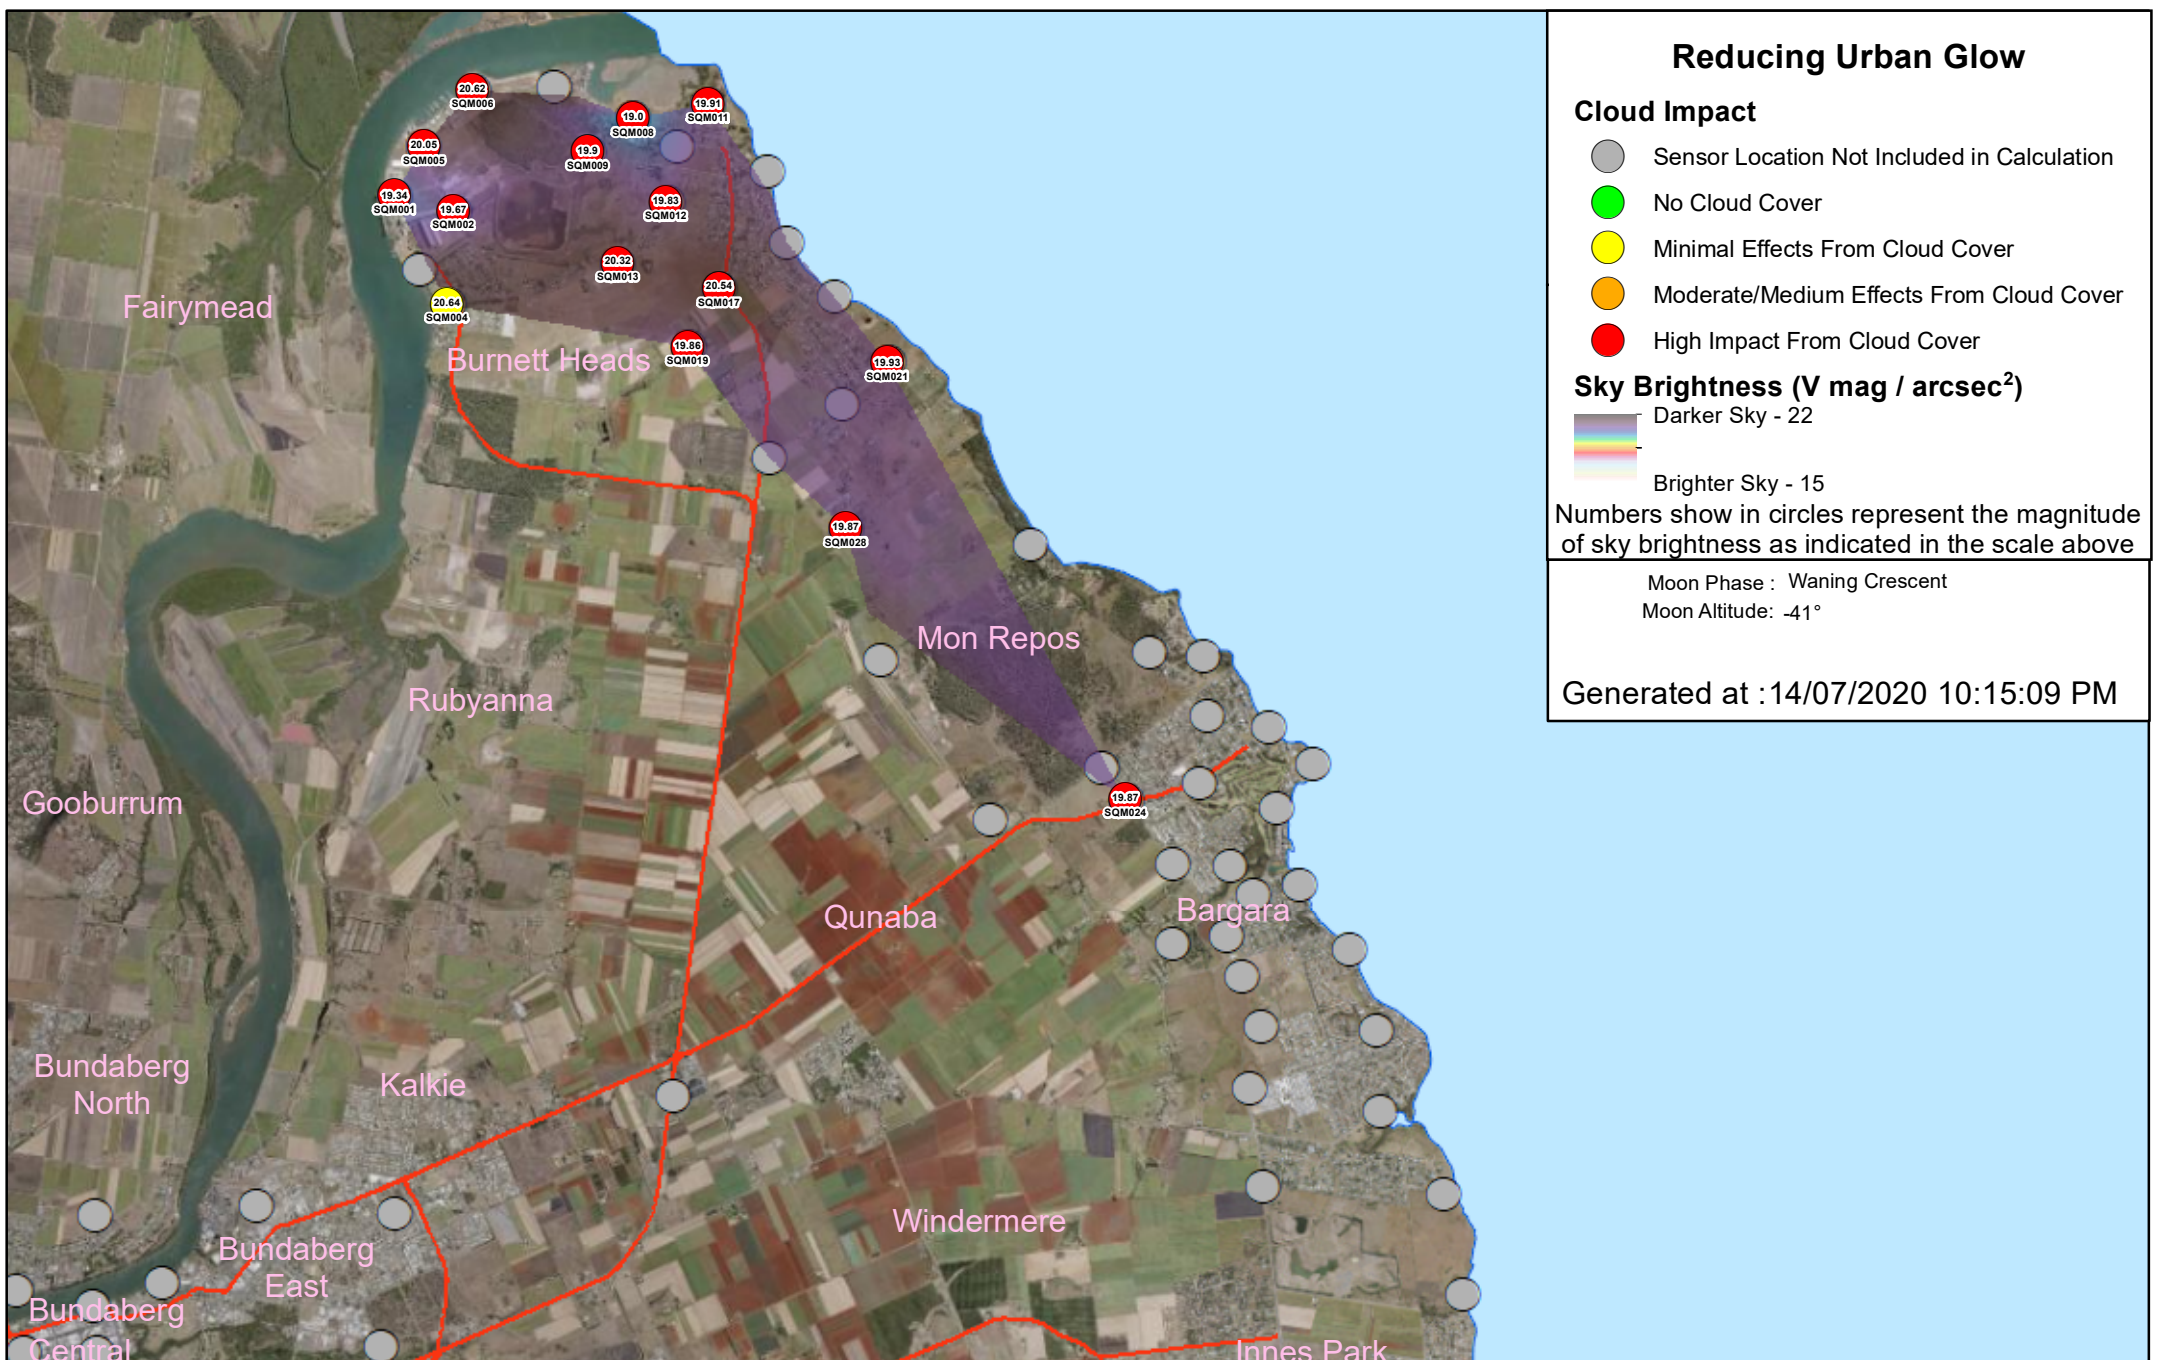 Reducing Urban Glow
Cloud Impact
Sensor Location Not Included in Calculation
No Cloud Cover
Minimal Effects From Cloud Cover
Moderate/Medium Effects From Cloud Cover
High Impact From Cloud Cover
Sky Brightness (V mag / arcsec²)
Darker Sky - 22
Brighter Sky - 15
Numbers show in circles represent the magnitude
of sky brightness as indicated in the scale above
Moon Phase : Waning Crescent
Moon Altitude: -41°
Generated at :14/07/2020 10:15:09 PM
20.62
SQM006
19.0
SQM008
19.91
SQM011
20.05
SQM005
19.9
SQM009
19.34
SQM001
19.67
SQM002
19.83
SQM012
20.32
SQM013
20.54
SQM017
20.64
SQM004
19.86
SQM019
19.93
SQM021
19.87
SQM028
19.87
SQM024
Fairymead
Burnett Heads
Mon Repos
Rubyanna
Gooburrum
Qunaba
Bargara
Bundaberg
North
Kalkie
Windermere
Bundaberg
East
Bundaberg
Central
Innes Park